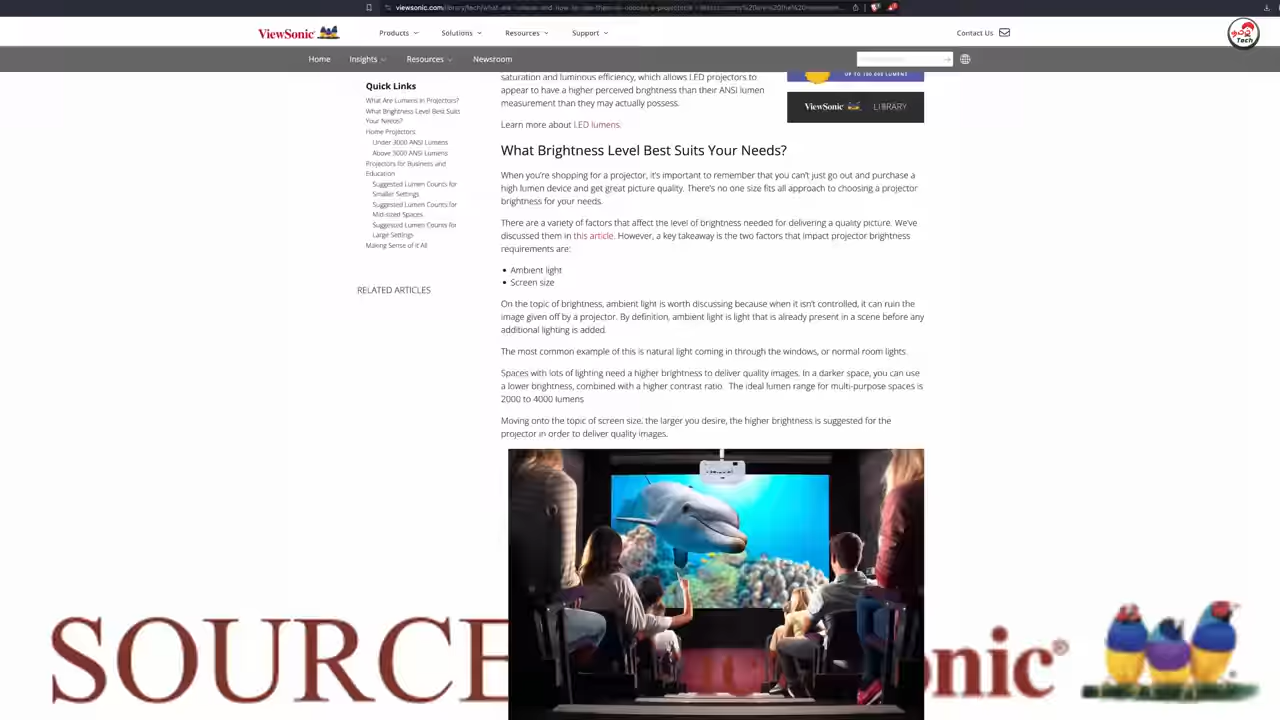 ViewSonic
Products
Solutions
Resources
Support
Contact Us
Tech
Home
Insights
Resources
Newsroom
Quick Links
What Are Lumens in Projectors?
What Brightness Level Best Suits
Your Needs?
Home Projectors:
Under 3000 ANSI Lumens
Above 3000 ANSI Lumens
Projectors for Business and
Education
Suggested Lumen Counts for
Smaller Settings
Suggested Lumen Counts for
Mid-sized Spaces
Suggested Lumen Counts for
Large Settings
Making Sense of It All
RELATED ARTICLES
saturation and luminous efficiency, which allows LED projectors to
appear to have a higher perceived brightness than their ANSI lumen
measurement than they may actually possess.
Learn more about LED lumens.
ViewSonic LIBRARY
What Brightness Level Best Suits Your Needs?
When you're shopping for a projector, it's important to remember that you can't just go out and purchase a
high lumen device and get great picture quality. There's no one size fits all approach to choosing a projector
brightness for your needs.
There are a variety of factors that affect the level of brightness needed for delivering a quality picture. We've
discussed them in this article. However, a key takeaway is the two factors that impact projector brightness
requirements are:
• Ambient light
• Screen size
On the topic of brightness, ambient light is worth discussing because when it isn't controlled, it can ruin the
image given off by a projector. By definition, ambient light is light that is already present in a scene before any
additional lighting is added.
The most common example of this is natural light coming in through the windows, or normal room lights.
Spaces with lots of lighting need a higher brightness to deliver quality images. In a darker space, you can use
a lower brightness, combined with a higher contrast ratio. The ideal lumen range for multi-purpose spaces is
2000 to 4000 lumens
Moving onto the topic of screen size, the larger you desire, the higher brightness is suggested for the
projector in order to deliver quality images.
SOURCE
nic®